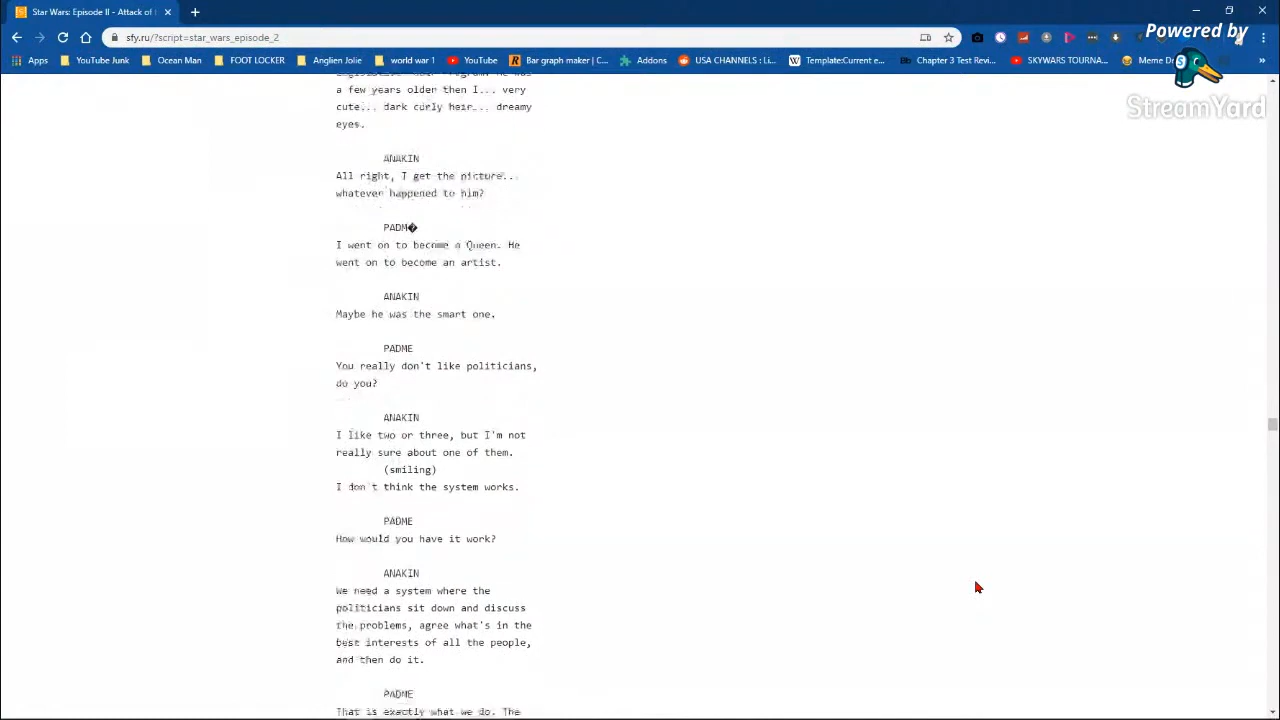 Star Wars: Episode II - Attack of
sfy.ru/?script=star_wars_episode_2
Powered by
StreamYard
Apps
YouTube Junk
Ocean Man
FOOT LOCKER
Anglien Jolie
world war 1
YouTube
Bar graph maker | C...
Addons
USA CHANNELS : Li...
Template:Current e...
Chapter 3 Test Revi...
SKYWARS TOURNA...
Meme
a few years older then I... very
cute... dark curly hair... dreamy
eyes.
ANAKIN
All right, I get the picture...
whatever happened to him?
PADM�
I went on to become a Queen. He
went on to become an artist.
ANAKIN
Maybe he was the smart one.
PADME
You really don't like politicians,
do you?
ANAKIN
I like two or three, but I'm not
really sure about one of them.
(smiling)
I don't think the system works.
PADME
How would you have it work?
ANAKIN
We need a system where the
politicians sit down and discuss
the problems, agree what's in the
best interests of all the people,
and then do it.
PADME
That is exactly what we do. The